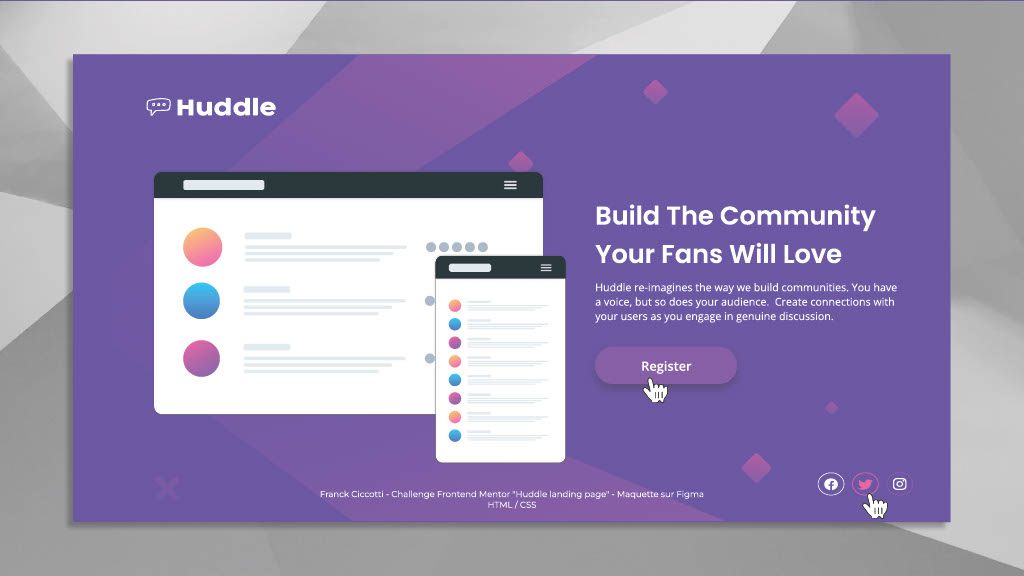 Huddle
Build The Community
Your Fans Will Love
Huddle re-imagines the way we build communities. You have
a voice, but so does your audience. Create connections with
your users as you engage in genuine discussion.
Register
Franck Ciccotti - Challenge Frontend Mentor "Huddle landing page" - Maquette sur Figma
HTML / CSS